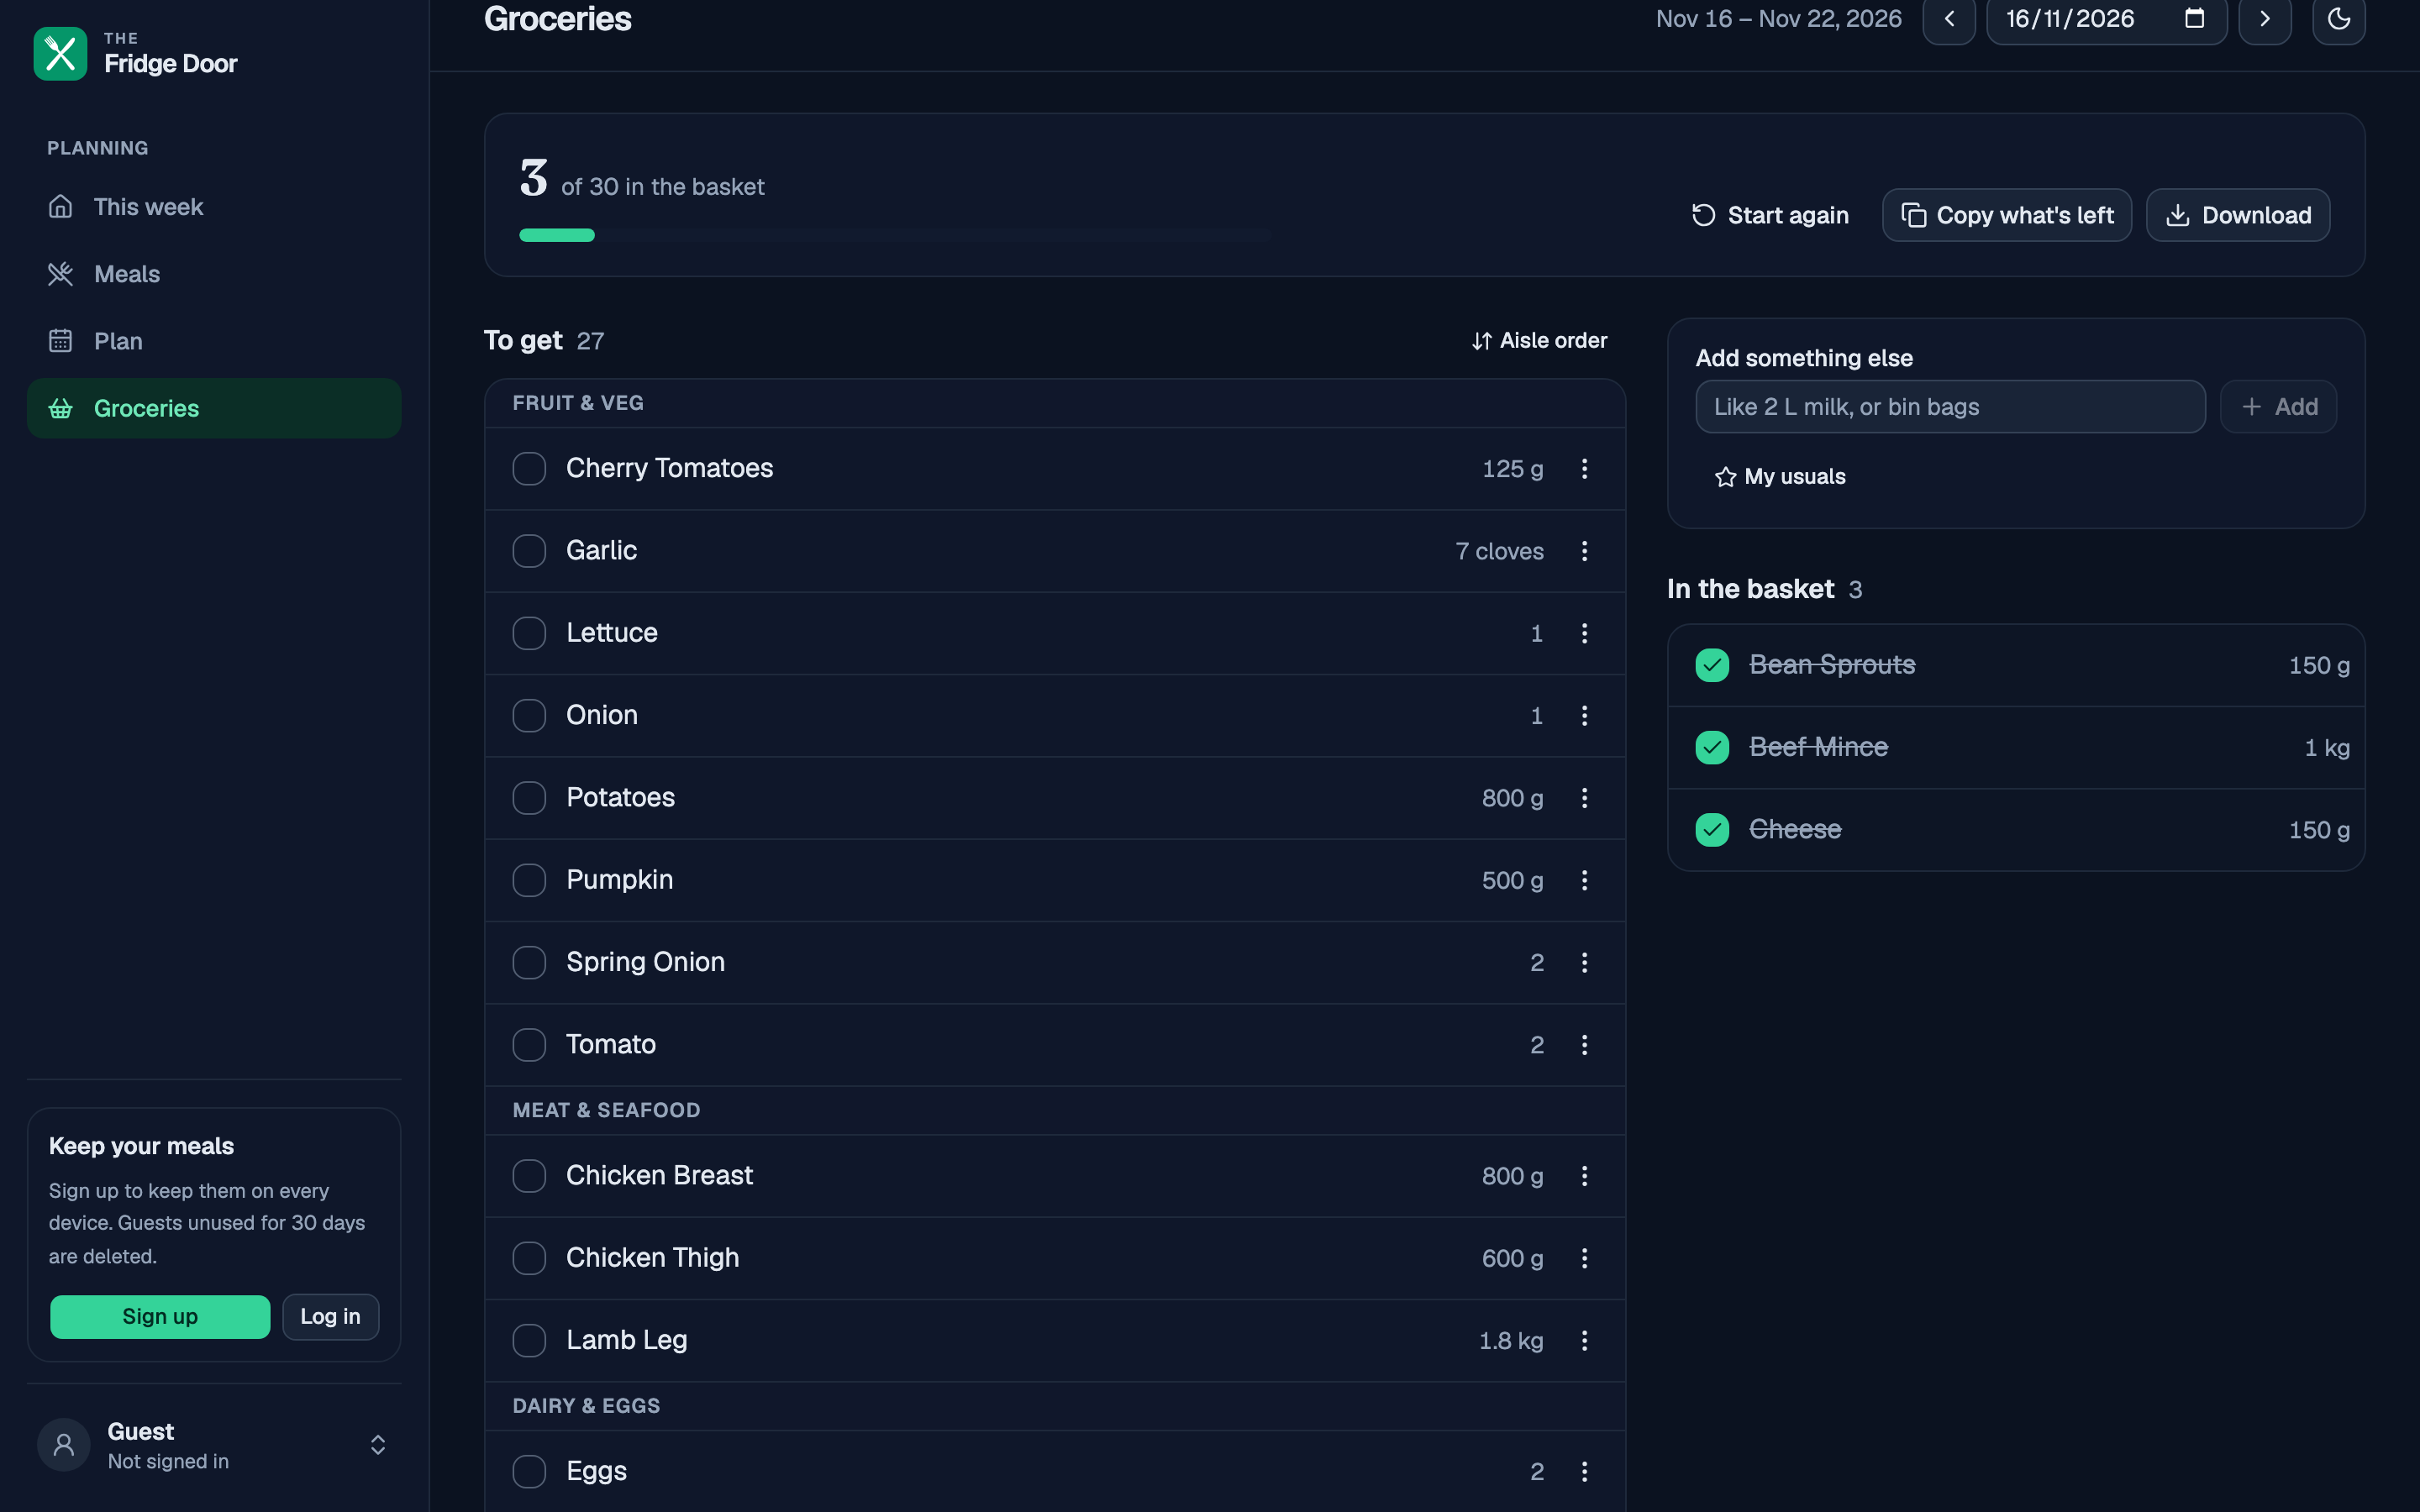 THE
Fridge Door
PLANNING
This week
Meals
Plan
Groceries
Keep your meals
Sign up to keep them on every
device. Guests unused for 30 days
are deleted.
Sign up
Log in
Guest
Not signed in
Groceries
Nov 16 – Nov 22, 2026
16/11/2026
3 of 30 in the basket
Start again
Copy what's left
Download
To get 27
Aisle order
FRUIT & VEG
Cherry Tomatoes 125 g
Garlic 7 cloves
Lettuce 1
Onion 1
Potatoes 800 g
Pumpkin 500 g
Spring Onion 2
Tomato 2
MEAT & SEAFOOD
Chicken Breast 800 g
Chicken Thigh 600 g
Lamb Leg 1.8 kg
DAIRY & EGGS
Eggs 2
Add something else
Like 2 L milk, or bin bags
Add
My usuals
In the basket 3
Bean Sprouts 150 g
Beef Mince 1 kg
Cheese 150 g